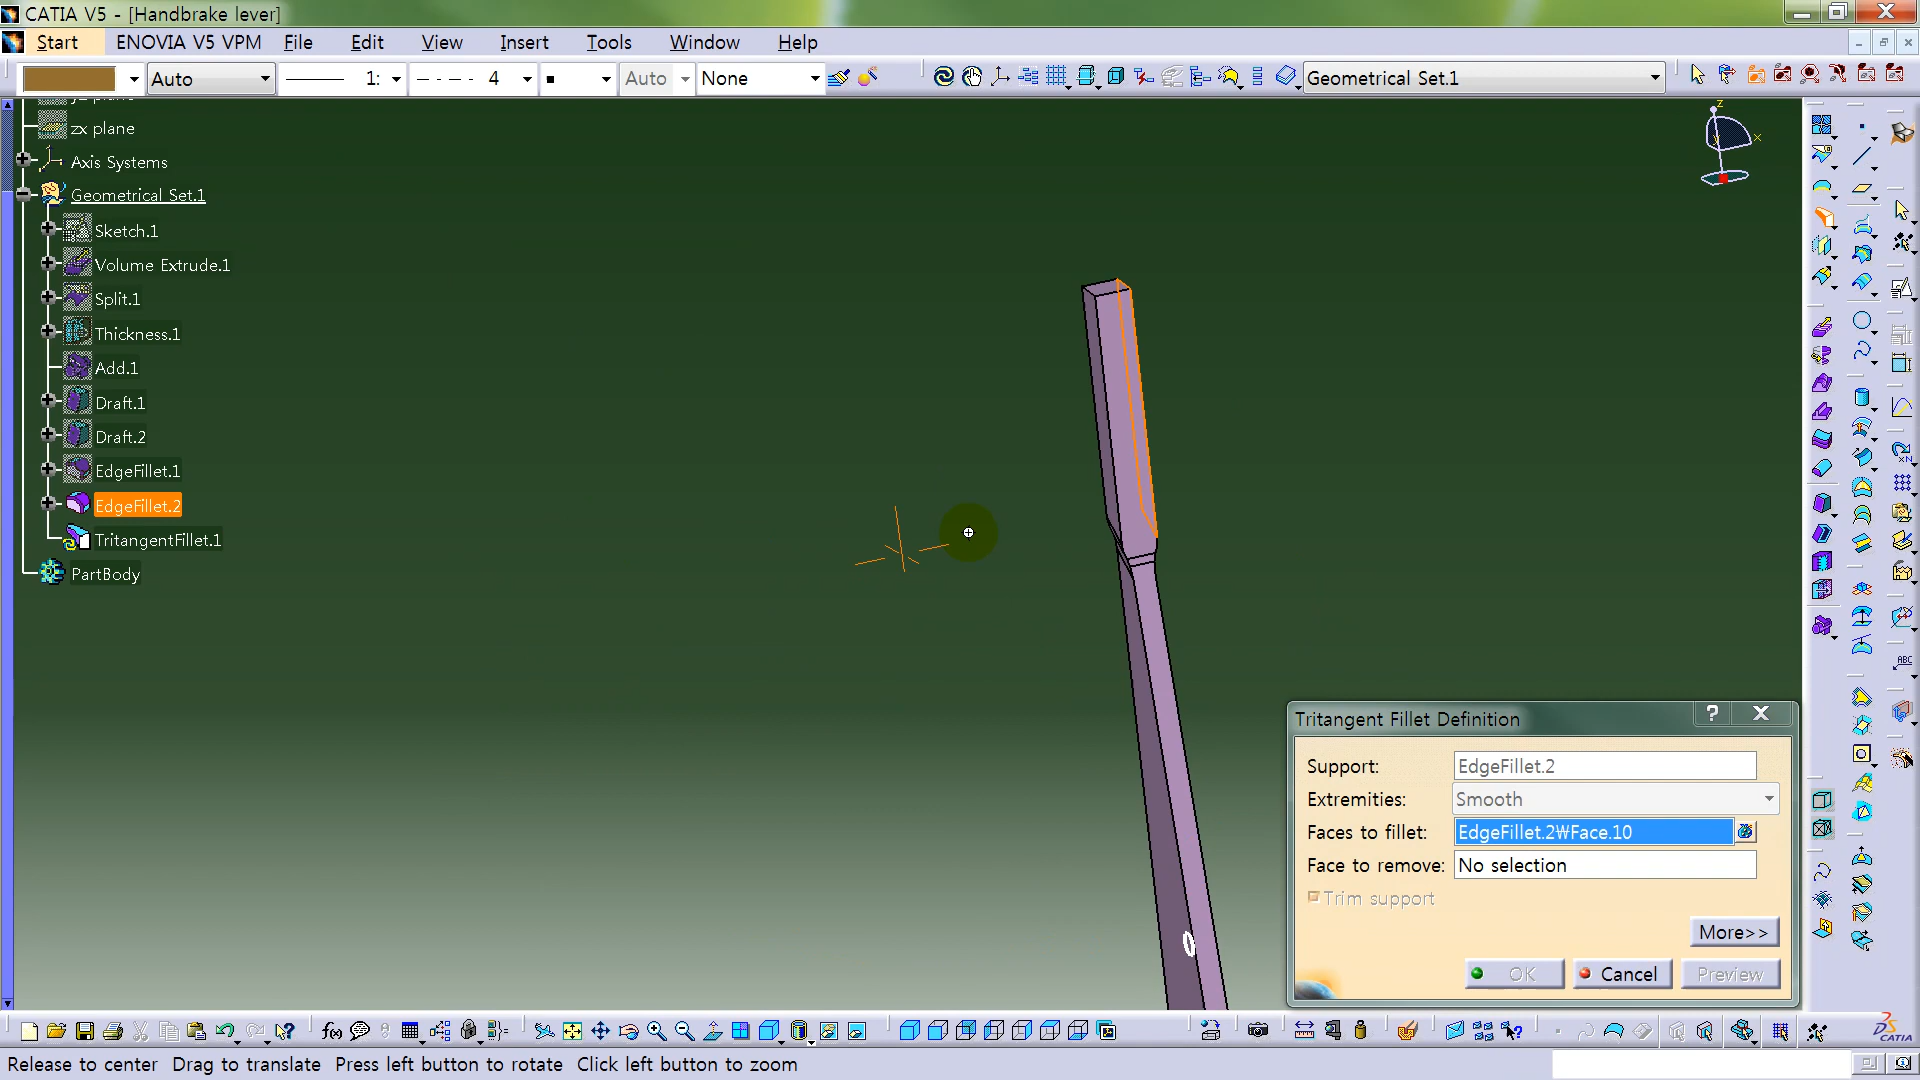 CATIA V5 - [Handbrake lever]
Start ENOVIA V5 VPM File Edit View Insert Tools Window Help
Auto 1: 4 Auto None Geometrical Set.1
zx plane
Axis Systems
Geometrical Set.1
Sketch.1
Volume Extrude.1
Split.1
Thickness.1
Add.1
Draft.1
Draft.2
EdgeFillet.1
EdgeFillet.2
TritangentFillet.1
PartBody
z
x
Tritangent Fillet Definition
Support: EdgeFillet.2
Extremities: Smooth
Faces to fillet: EdgeFillet.2₩Face.10
Face to remove: No selection
Trim support
More>>
OK Cancel Preview
CATIA
Release to center Drag to translate Press left button to rotate Click left button to zoom